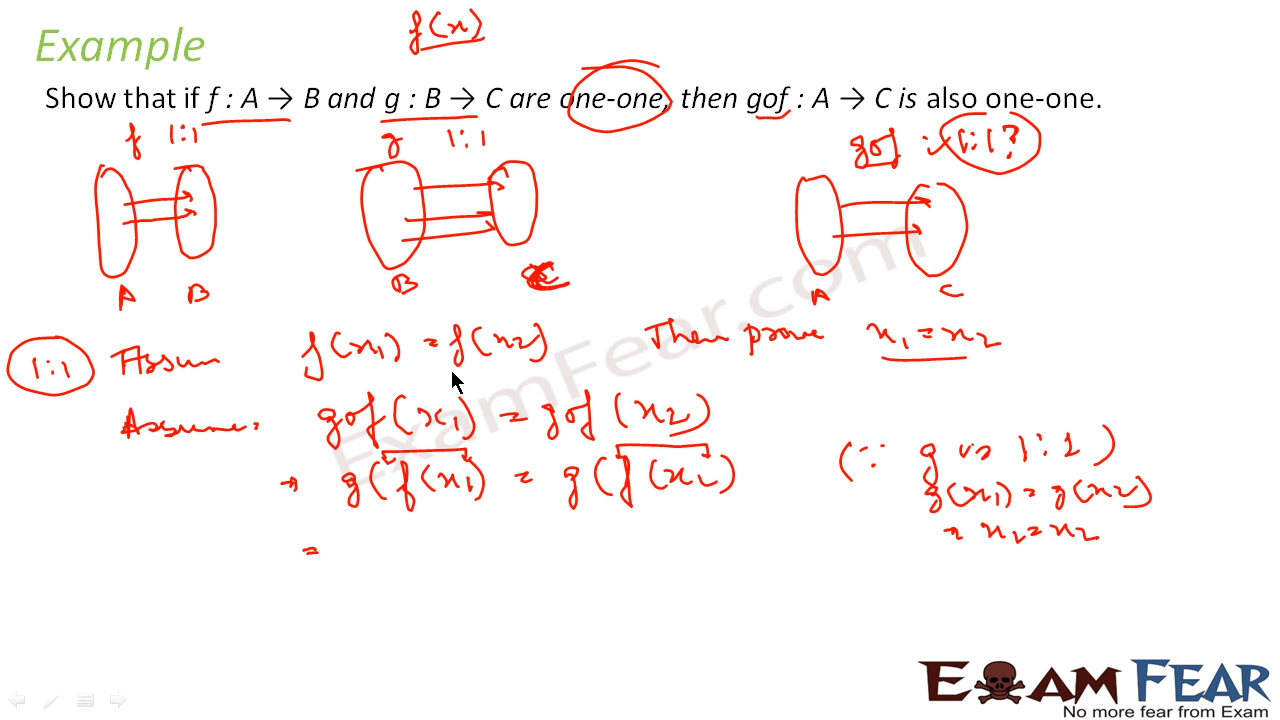 f(x)
Example
Show that if f : A → B and g : B → C are one-one, then gof : A → C is also one-one.
f 1:1 g 1:1 gof : 1:1?
A B B C A C
1:1 Assum f(x1) = f(x2) Then prove x1 = x2
Assume: gof(x1) = gof(x2)
→ g(f(x1)) = g(f(x2) (∵ g is 1:1)
g(x1) = g(x2)
= x2 = x2
=
ExamFear.com
EXAM FEAR
No more fear from Exam